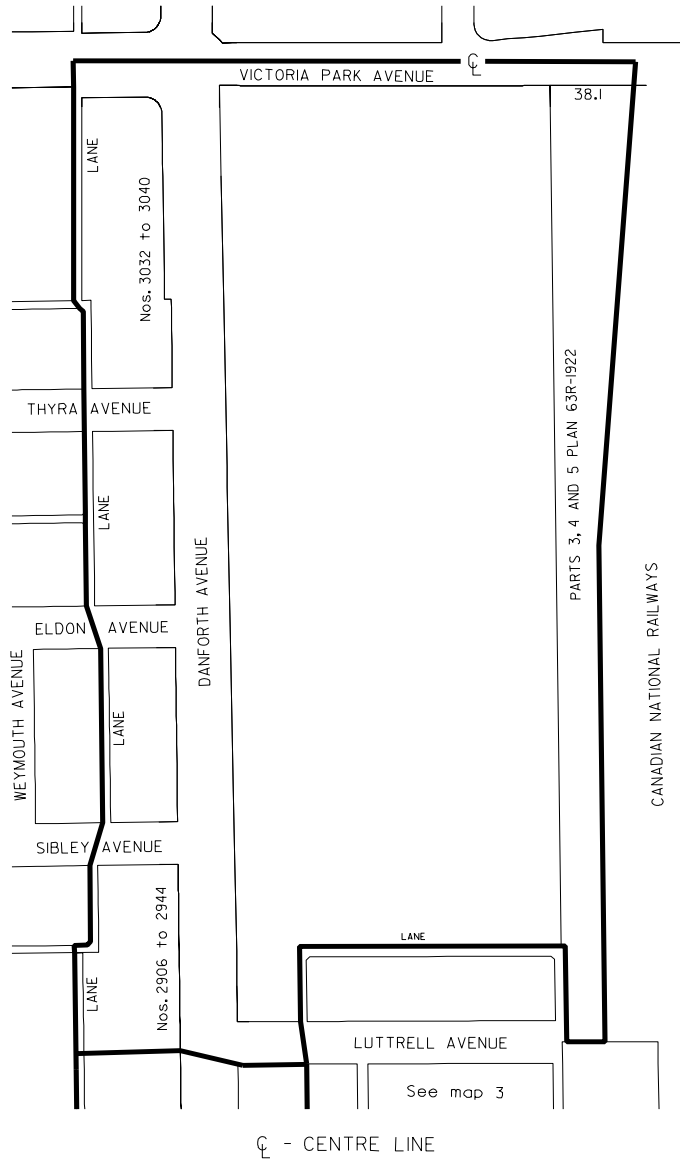 ℄
VICTORIA PARK AVENUE
38.1
LANE
Nos. 3032 to 3040
THYRA AVENUE
PARTS 3, 4 AND 5 PLAN 63R-1922
LANE
DANFORTH AVENUE
CANADIAN NATIONAL RAILWAYS
ELDON AVENUE
WEYMOUTH AVENUE
LANE
SIBLEY AVENUE
Nos. 2906 to 2944
LANE
LANE
LUTTRELL AVENUE
See map 3
℄ - CENTRE LINE